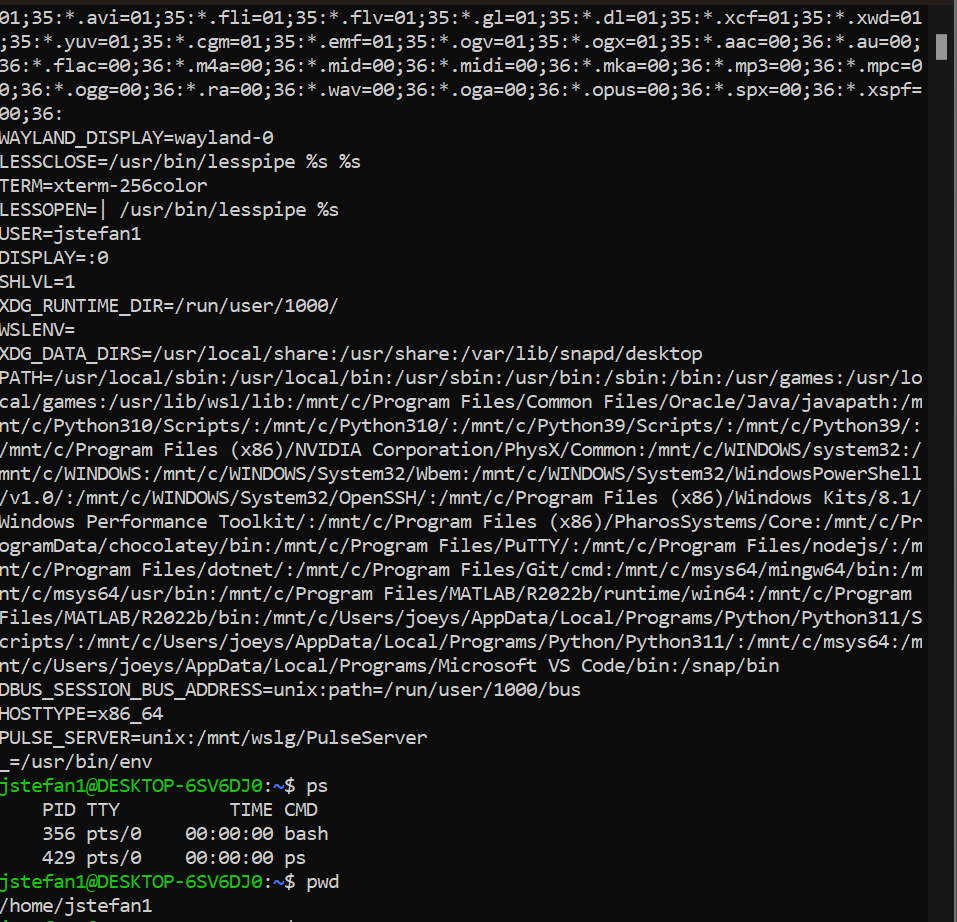 01;35:*.avi=01;35:*.fli=01;35:*.flv=01;35:*.gl=01;35:*.dl=01;35:*.xcf=01;35:*.xwd=01
;35:*.yuv=01;35:*.cgm=01;35:*.emf=01;35:*.ogv=01;35:*.ogx=01;35:*.aac=00;36:*.au=00;
36:*.flac=00;36:*.m4a=00;36:*.mid=00;36:*.midi=00;36:*.mka=00;36:*.mp3=00;36:*.mpc=0
0;36:*.ogg=00;36:*.ra=00;36:*.wav=00;36:*.oga=00;36:*.opus=00;36:*.spx=00;36:*.xspf=
00;36:
WAYLAND_DISPLAY=wayland-0
LESSCLOSE=/usr/bin/lesspipe %s %s
TERM=xterm-256color
LESSOPEN=| /usr/bin/lesspipe %s
USER=jstefan1
DISPLAY=:0
SHLVL=1
XDG_RUNTIME_DIR=/run/user/1000/
WSLENV=
XDG_DATA_DIRS=/usr/local/share:/usr/share:/var/lib/snapd/desktop
PATH=/usr/local/sbin:/usr/local/bin:/usr/sbin:/usr/bin:/sbin:/bin:/usr/games:/usr/lo
cal/games:/usr/lib/wsl/lib:/mnt/c/Program Files/Common Files/Oracle/Java/javapath:/m
nt/c/Python310/Scripts/:/mnt/c/Python310/:/mnt/c/Python39/Scripts/:/mnt/c/Python39/:
/mnt/c/Program Files (x86)/NVIDIA Corporation/PhysX/Common:/mnt/c/WINDOWS/system32:/
mnt/c/WINDOWS:/mnt/c/WINDOWS/System32/Wbem:/mnt/c/WINDOWS/System32/WindowsPowerShell
/v1.0/:/mnt/c/WINDOWS/System32/OpenSSH/:/mnt/c/Program Files (x86)/Windows Kits/8.1/
Windows Performance Toolkit/:/mnt/c/Program Files (x86)/PharosSystems/Core:/mnt/c/Pr
ogramData/chocolatey/bin:/mnt/c/Program Files/PuTTY/:/mnt/c/Program Files/nodejs/:/m
nt/c/Program Files/dotnet/:/mnt/c/Program Files/Git/cmd:/mnt/c/msys64/mingw64/bin:/m
nt/c/msys64/usr/bin:/mnt/c/Program Files/MATLAB/R2022b/runtime/win64:/mnt/c/Program 
Files/MATLAB/R2022b/bin:/mnt/c/Users/joeys/AppData/Local/Programs/Python/Python311/S
cripts/:/mnt/c/Users/joeys/AppData/Local/Programs/Python/Python311/:/mnt/c/msys64:/m
nt/c/Users/joeys/AppData/Local/Programs/Microsoft VS Code/bin:/snap/bin
DBUS_SESSION_BUS_ADDRESS=unix:path=/run/user/1000/bus
HOSTTYPE=x86_64
PULSE_SERVER=unix:/mnt/wslg/PulseServer
_=/usr/bin/env
jstefan1@DESKTOP-6SV6DJ0:~$ ps
    PID TTY          TIME CMD
    356 pts/0    00:00:00 bash
    429 pts/0    00:00:00 ps
jstefan1@DESKTOP-6SV6DJ0:~$ pwd
/home/jstefan1